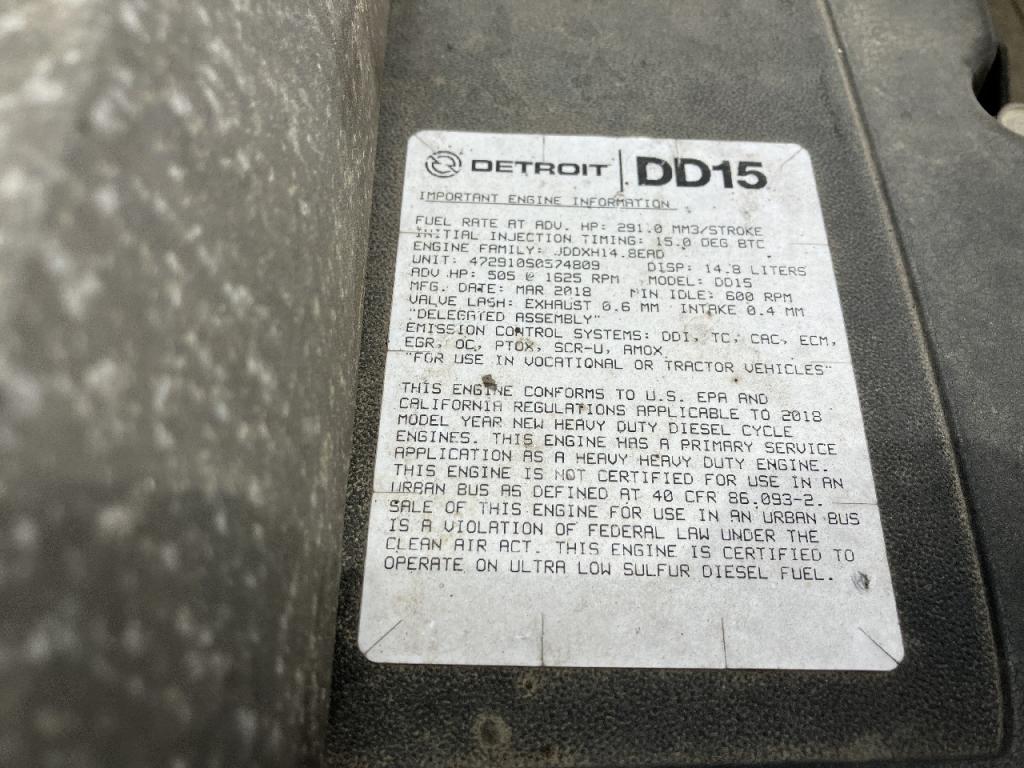 DETROIT DD15
IMPORTANT ENGINE INFORMATION
FUEL RATE AT ADV. HP: 291.0 MM3/STROKE
INITIAL INJECTION TIMING: 15.0 DEG BTC
ENGINE FAMILY: JDDXH14.8EAD
UNIT: 472910S0574809 DISP: 14.8 LITERS
ADV HP: 505 @ 1625 RPM MODEL: DD15
MFG. DATE: MAR 2018 MIN IDLE: 600 RPM
VALVE LASH: EXHAUST 0.6 MM INTAKE 0.4 MM
"DELEGATED ASSEMBLY"
EMISSION CONTROL SYSTEMS: DDI, TC, CAC, ECM,
EGR, OC, PTOX, SCR-U, AMOX
"FOR USE IN VOCATIONAL OR TRACTOR VEHICLES"
THIS ENGINE CONFORMS TO U.S. EPA AND
CALIFORNIA REGULATIONS APPLICABLE TO 2018
MODEL YEAR NEW HEAVY DUTY DIESEL CYCLE
ENGINES. THIS ENGINE HAS A PRIMARY SERVICE
APPLICATION AS A HEAVY HEAVY DUTY ENGINE.
THIS ENGINE IS NOT CERTIFIED FOR USE IN AN
URBAN BUS AS DEFINED AT 40 CFR 86.093-2.
SALE OF THIS ENGINE FOR USE IN AN URBAN BUS
IS A VIOLATION OF FEDERAL LAW UNDER THE
CLEAN AIR ACT. THIS ENGINE IS CERTIFIED TO
OPERATE ON ULTRA LOW SULFUR DIESEL FUEL.